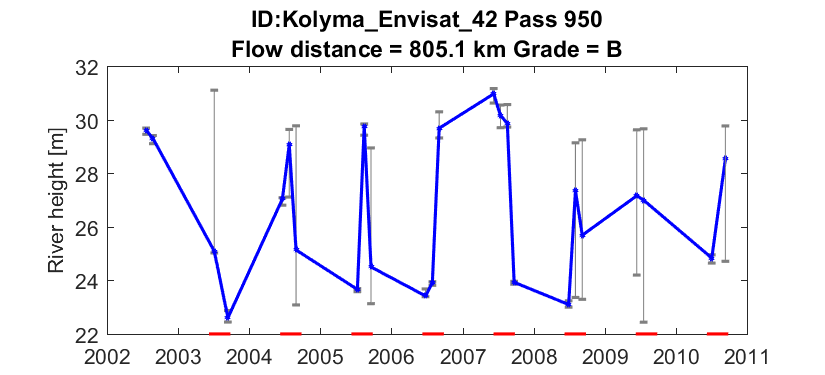 ID:Kolyma_Envisat_42 Pass 950
Flow distance = 805.1 km Grade = B
River height [m]
32
30
28
26
24
22
2002 2003 2004 2005 2006 2007 2008 2009 2010 2011